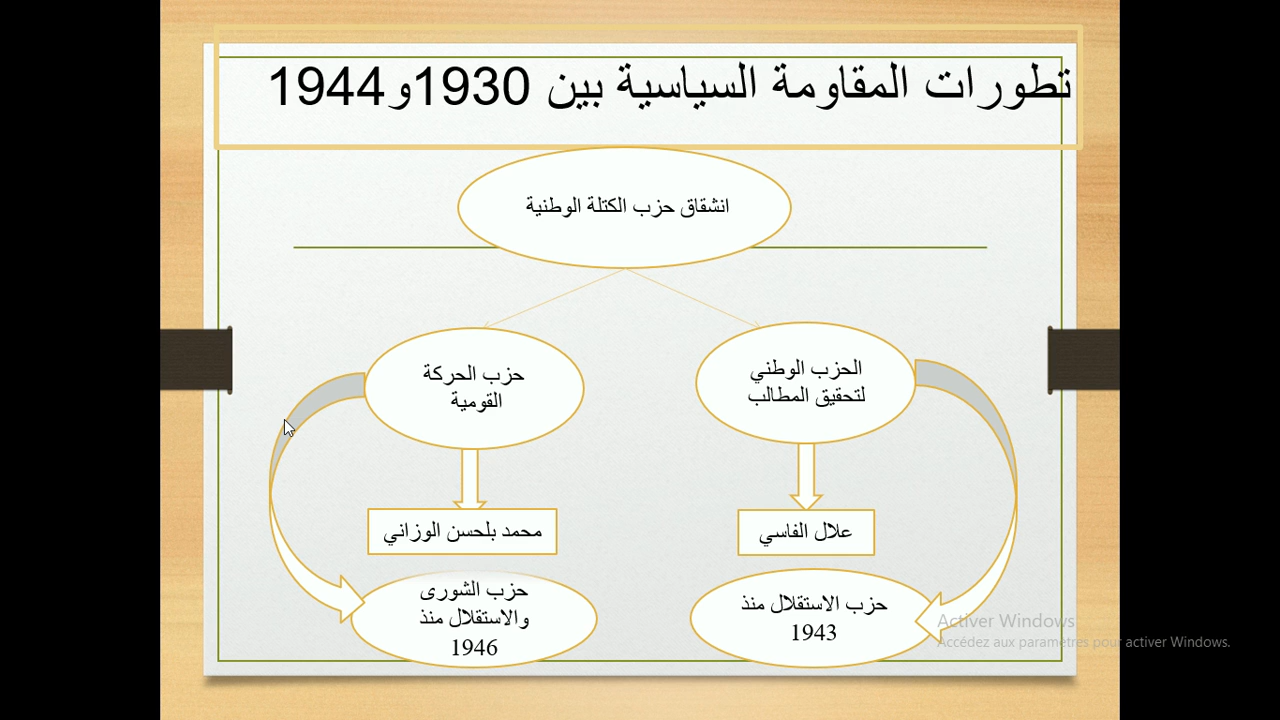 تطورات المقاومة السياسية بين 1930و1944
انشقاق حزب الكتلة الوطنية
الحزب الوطني
لتحقيق المطالب
حزب الحركة
القومية
علال الفاسي
محمد بلحسن الوزاني
حزب الاستقلال منذ
1943
حزب الشورى
والاستقلال منذ
1946
Activer Windows
Accédez aux paramètres pour activer Windows.